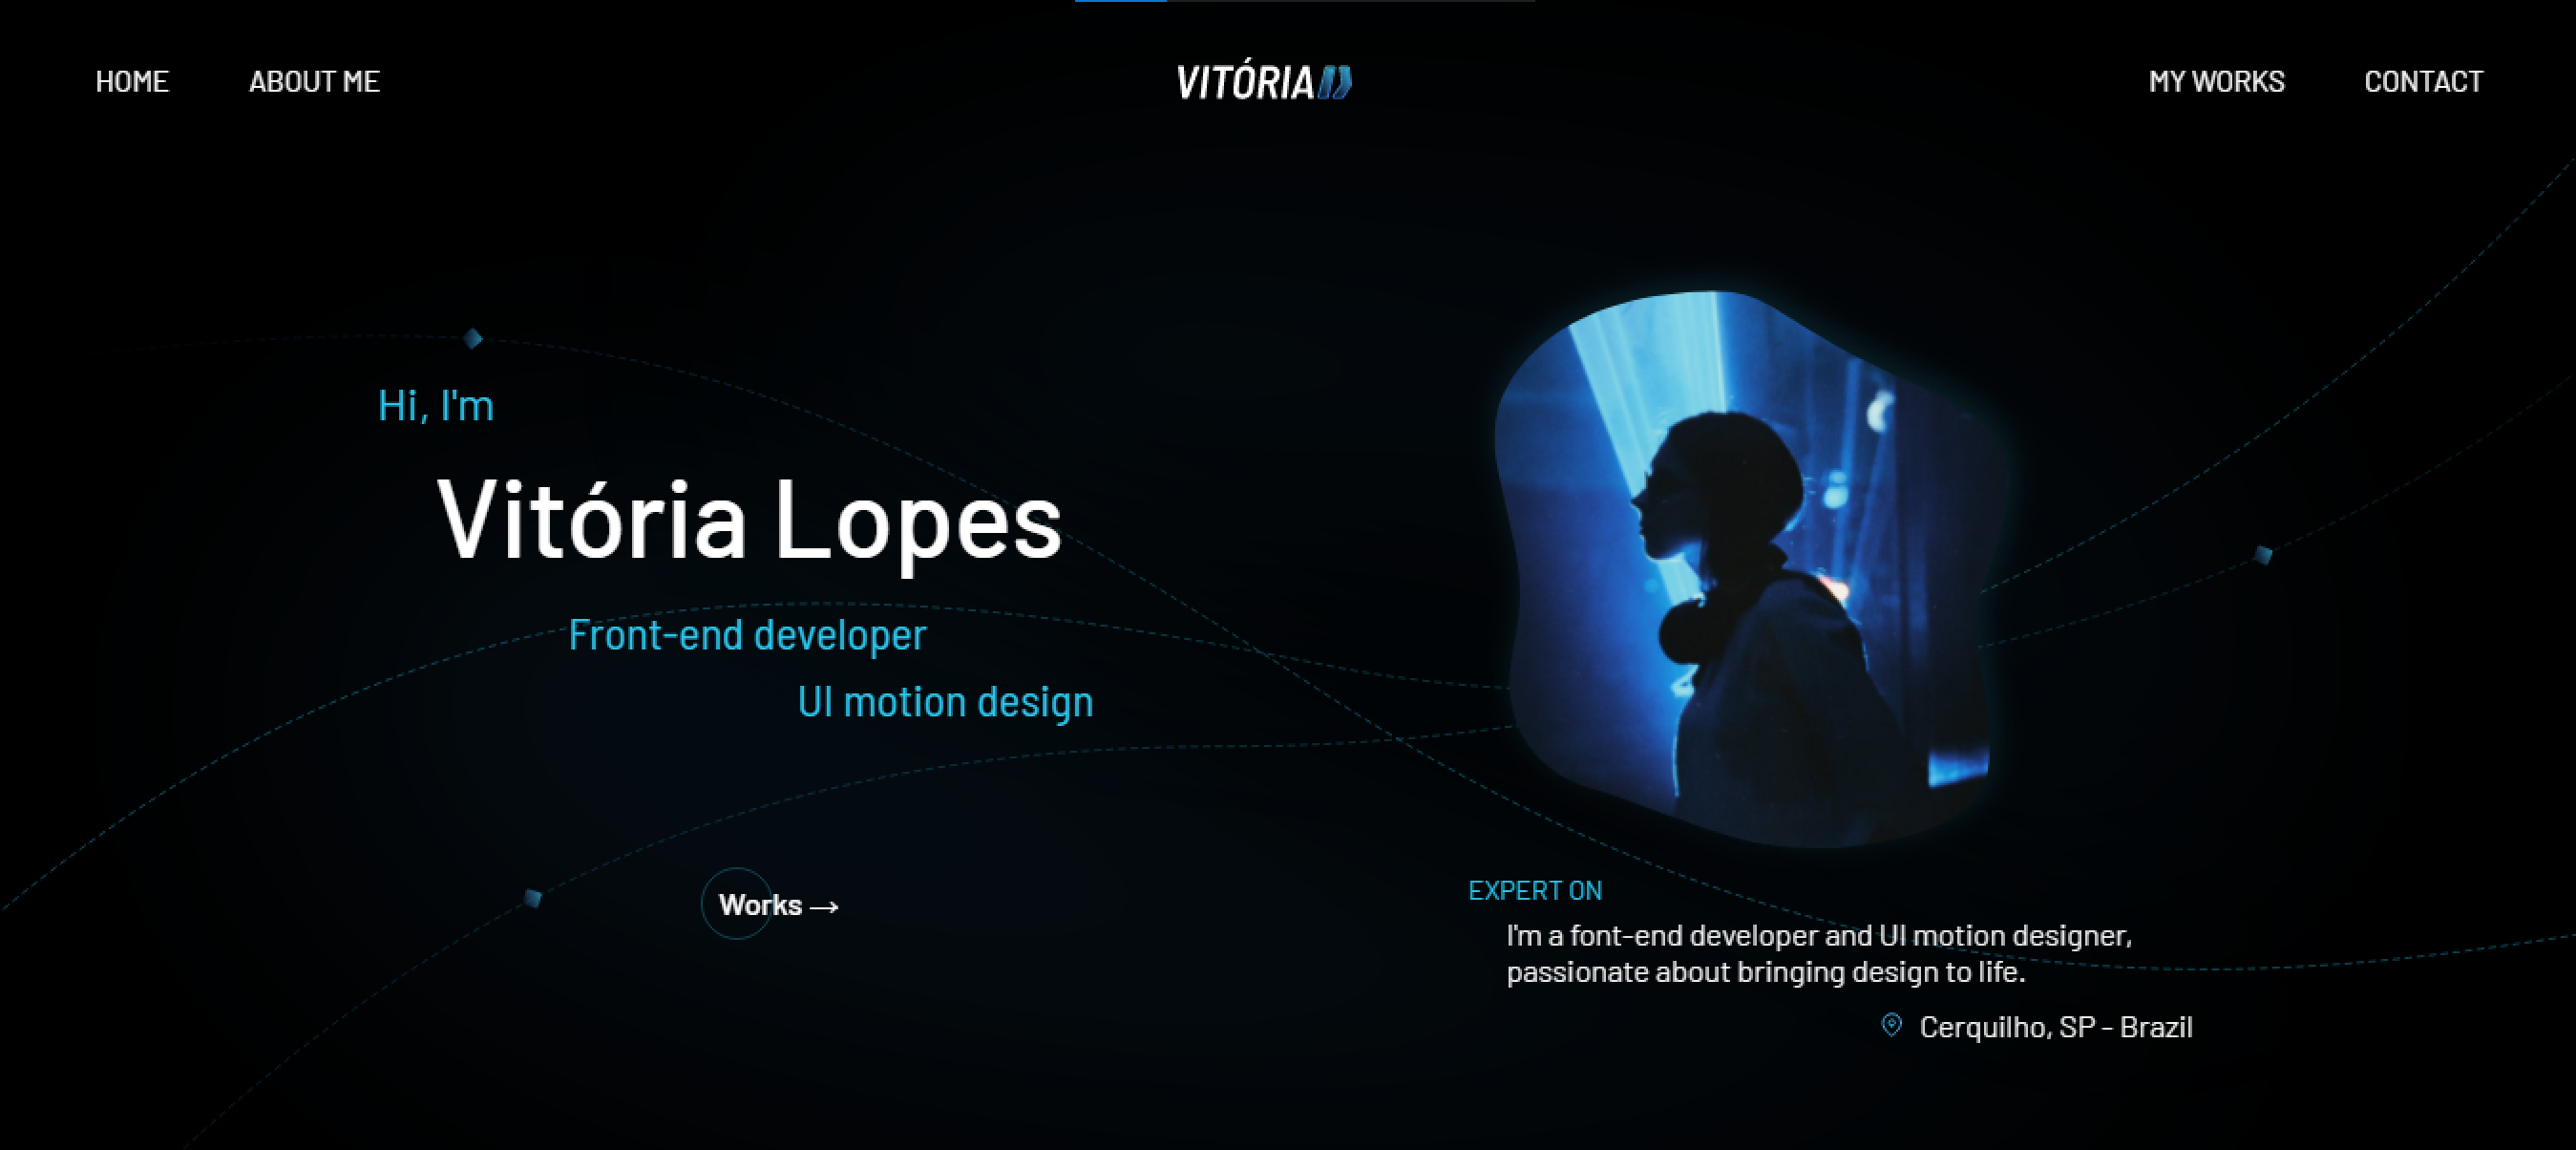 HOME
ABOUT ME
VITÓRIA
MY WORKS
CONTACT
Hi, I'm
Vitória Lopes
Front-end developer
UI motion design
Works →
EXPERT ON
I'm a font-end developer and UI motion designer,
passionate about bringing design to life.
Cerquilho, SP - Brazil